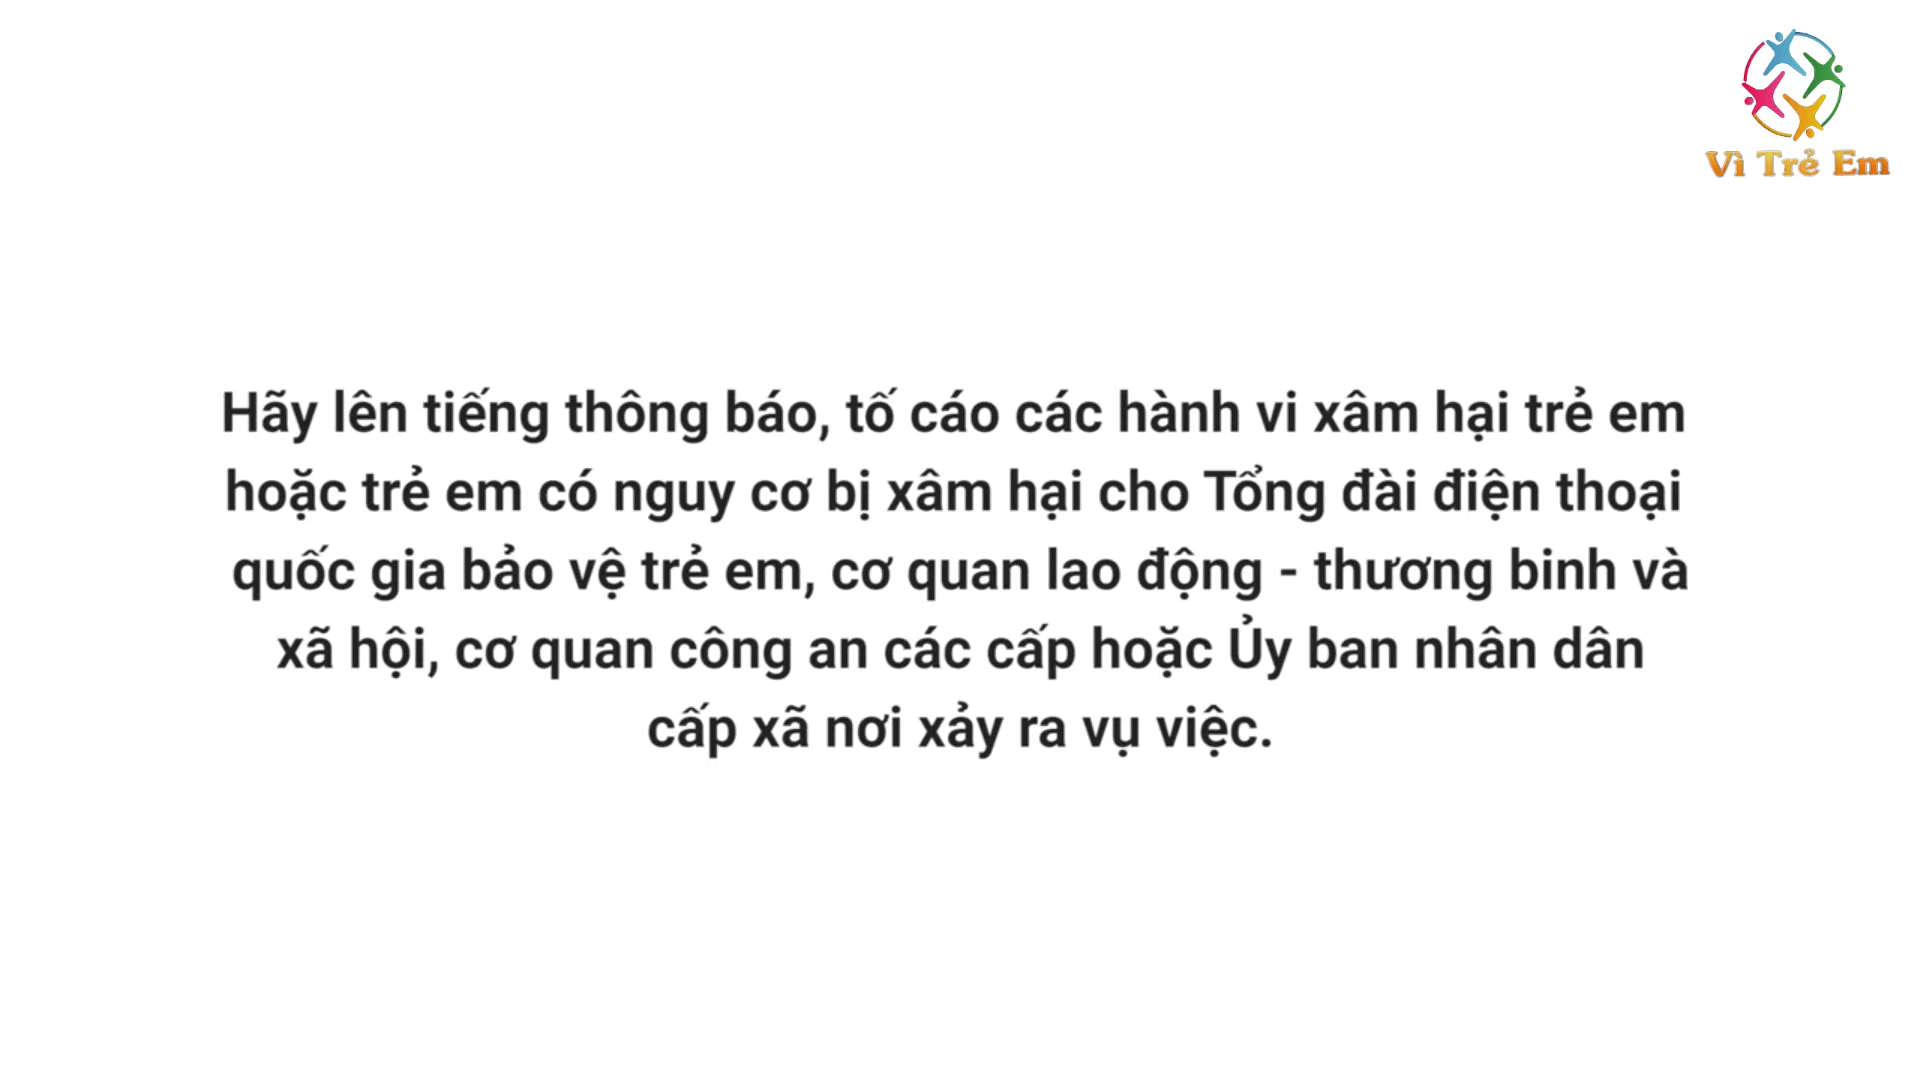 Vì Trẻ Em
Hãy lên tiếng thông báo, tố cáo các hành vi xâm hại trẻ em
hoặc trẻ em có nguy cơ bị xâm hại cho Tổng đài điện thoại
quốc gia bảo vệ trẻ em, cơ quan lao động - thương binh và
xã hội, cơ quan công an các cấp hoặc Ủy ban nhân dân
cấp xã nơi xảy ra vụ việc.